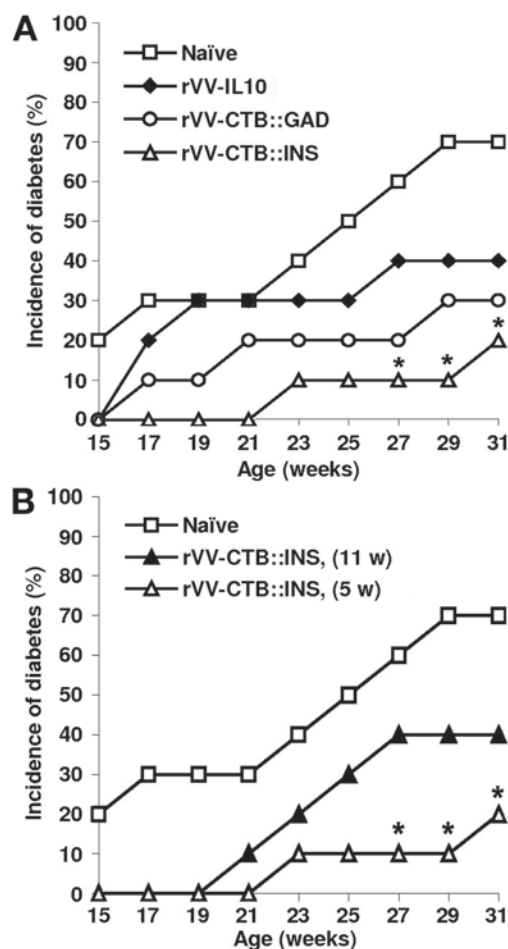 A
Incidence of diabetes (%)
100
90
80
70
60
50
40
30
20
10
0
Naïve
rVV-IL10
rVV-CTB::GAD
rVV-CTB::INS
* * *
15 17 19 21 23 25 27 29 31
Age (weeks)
B
Incidence of diabetes (%)
100
90
80
70
60
50
40
30
20
10
0
Naïve
rVV-CTB::INS, (11 w)
rVV-CTB::INS, (5 w)
* * *
15 17 19 21 23 25 27 29 31
Age (weeks)